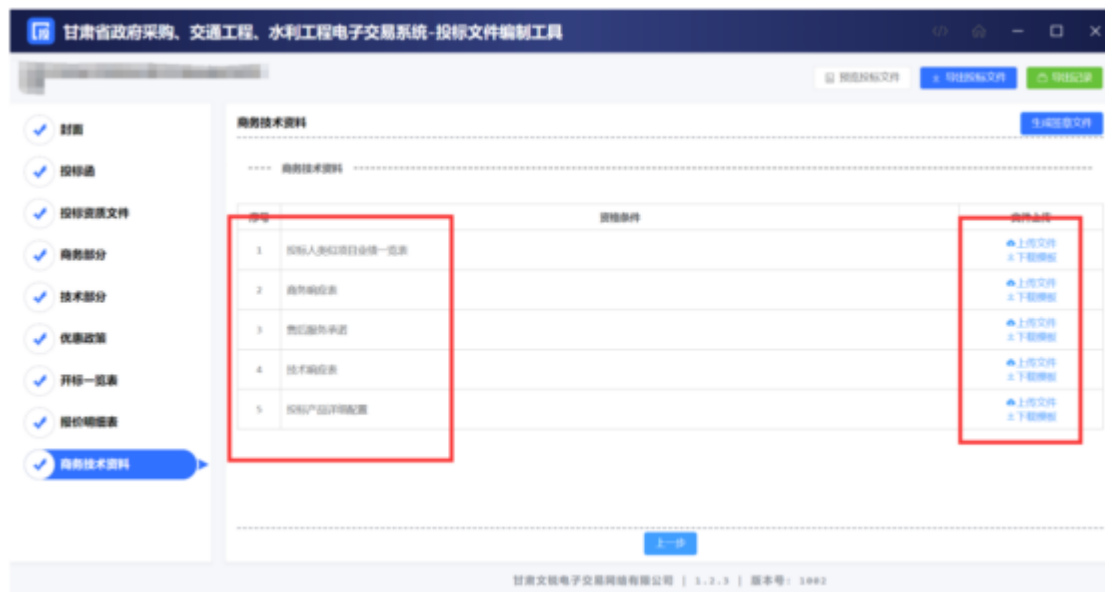 投
甘肃省政府采购、交通工程、水利工程电子交易系统-投标文件编制工具
预览投标文件 导出投标文件 导出记录
封面
投标函
投标资质文件
商务部分
技术部分
优惠政策
开标一览表
报价明细表
商务技术资料
商务技术资料 生成签章文件
商务技术资料
序号 资格条件 文件上传
1 投标人类似项目业绩一览表 上传文件
下载模板
2 商务响应表 上传文件
下载模板
3 售后服务承诺 上传文件
下载模板
4 技术响应表 上传文件
下载模板
5 投标产品详细配置 上传文件
下载模板
上一步
甘肃文锐电子交易网络有限公司 | 1.2.3 | 版本号: 1002